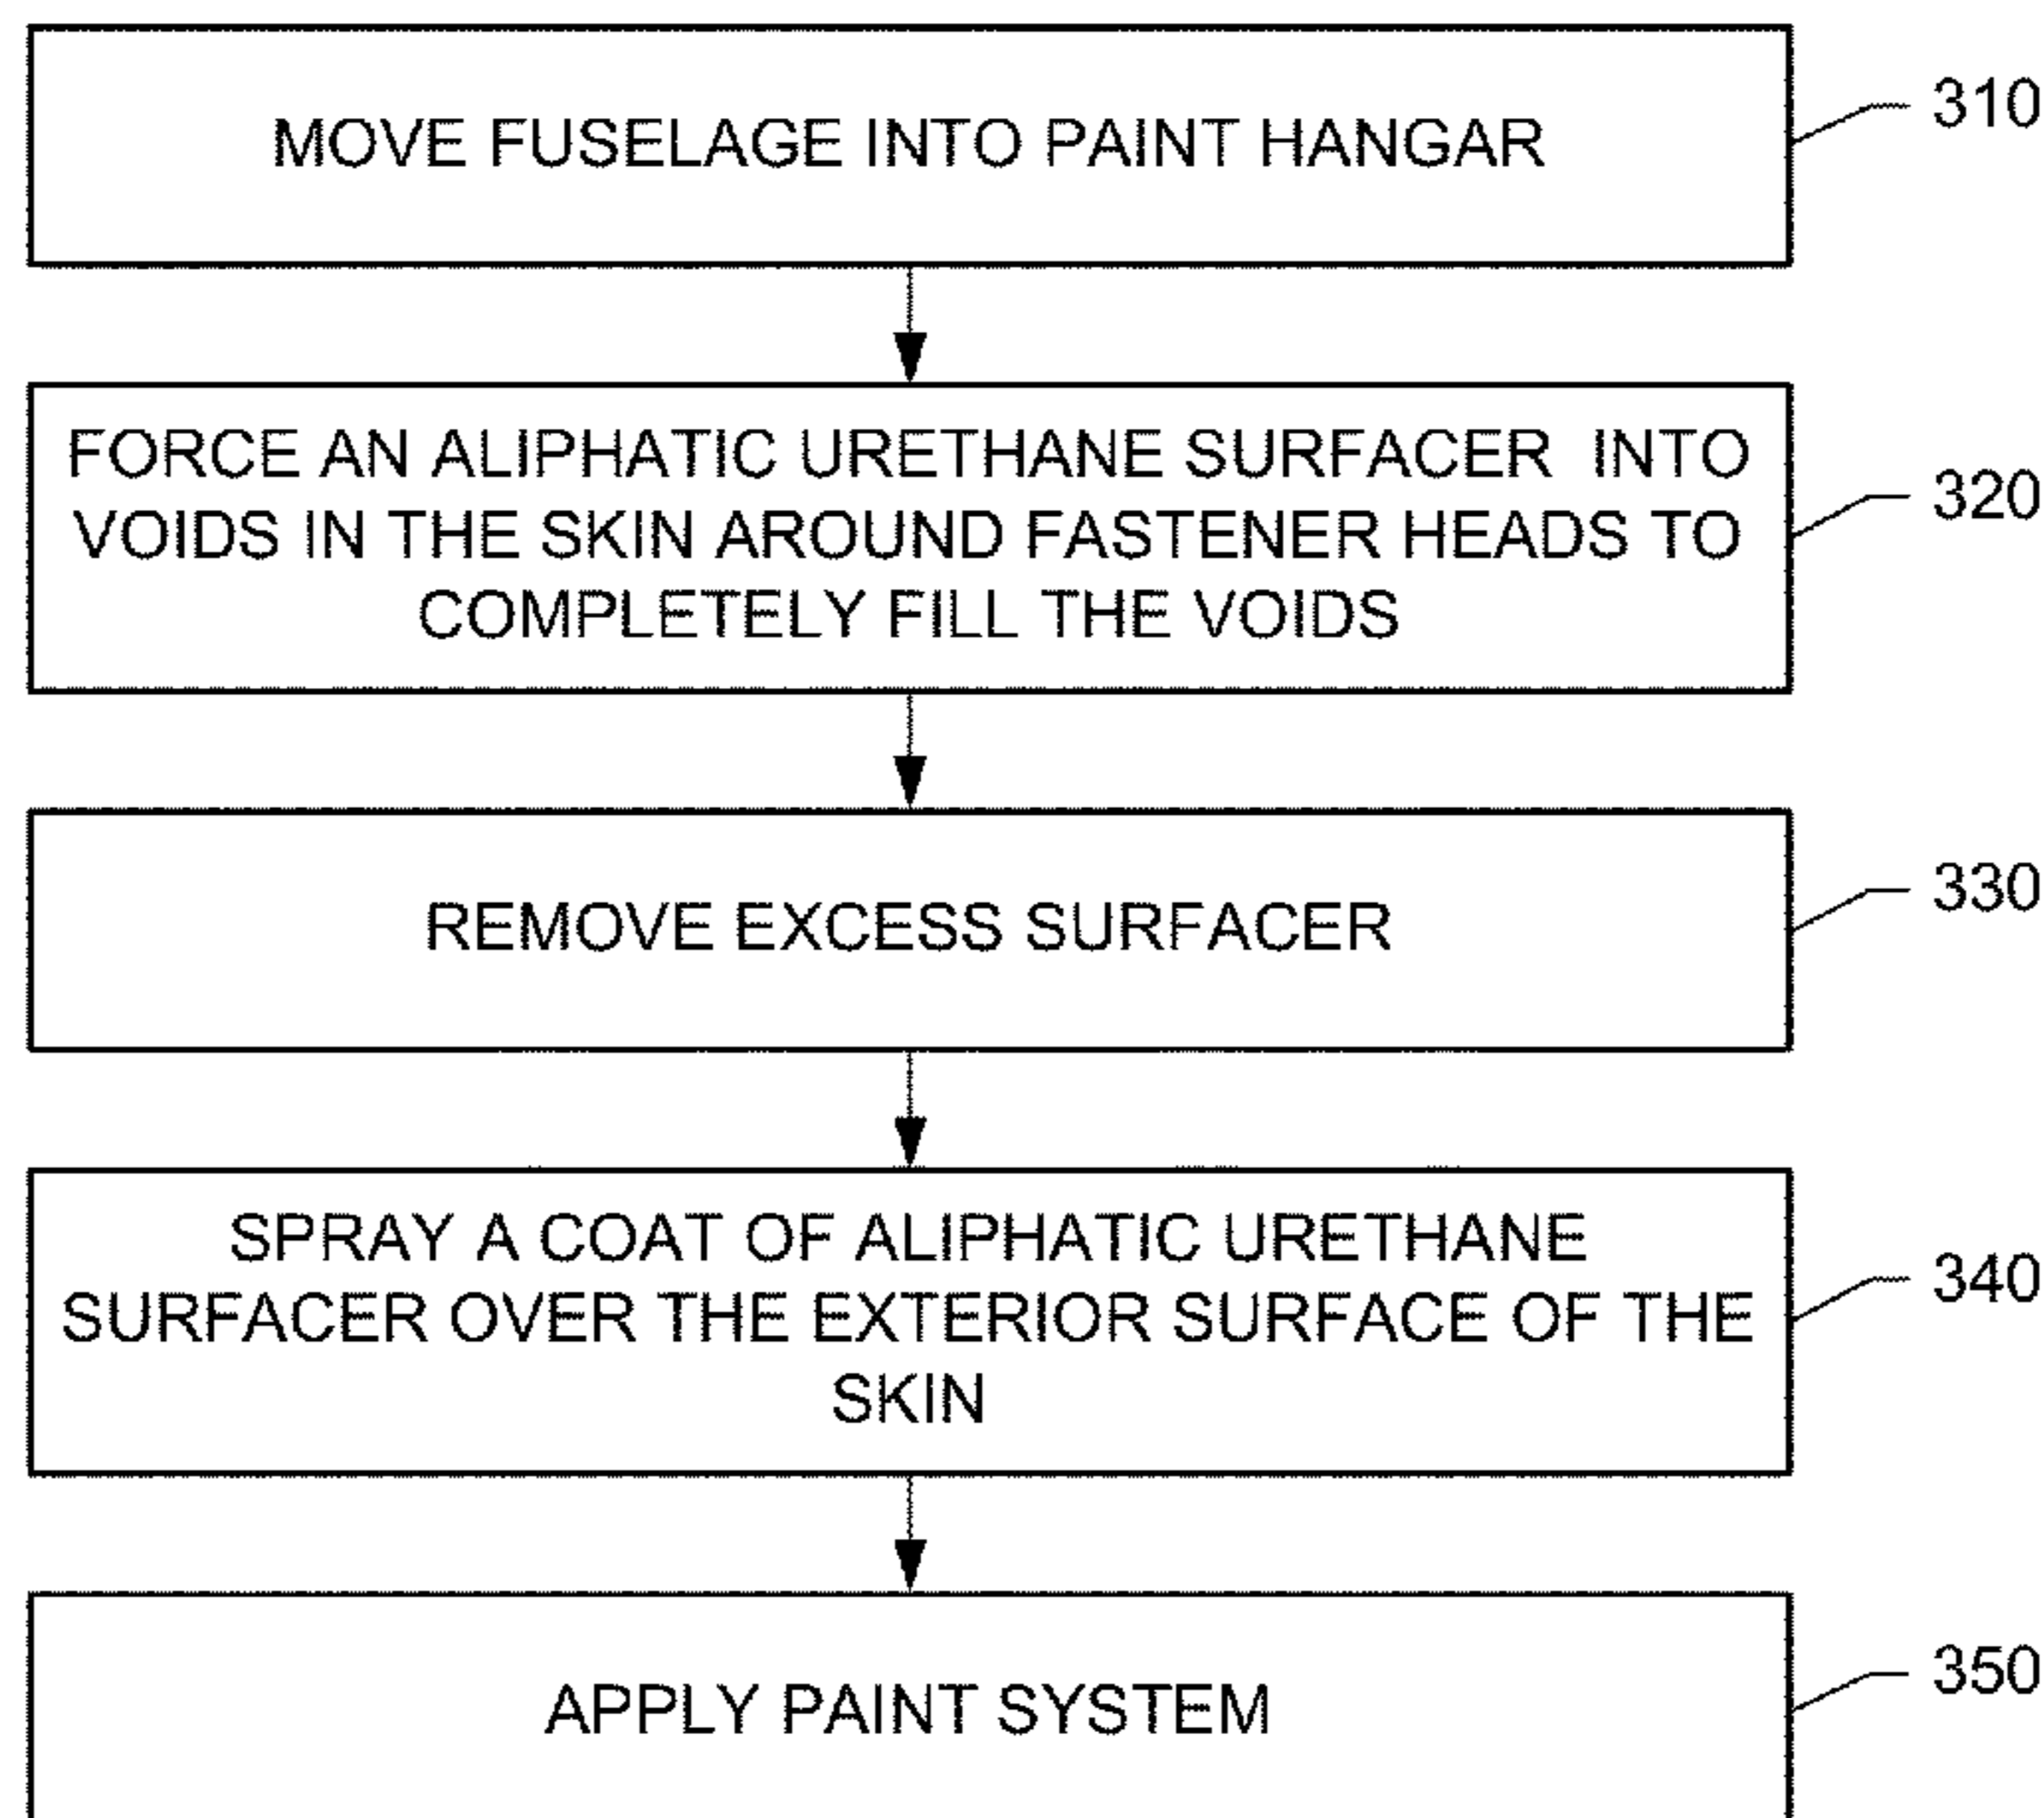 MOVE FUSELAGE INTO PAINT HANGAR
310
FORCE AN ALIPHATIC URETHANE SURFACER INTO
VOIDS IN THE SKIN AROUND FASTENER HEADS TO
COMPLETELY FILL THE VOIDS
320
REMOVE EXCESS SURFACER
330
SPRAY A COAT OF ALIPHATIC URETHANE
SURFACER OVER THE EXTERIOR SURFACE OF THE
SKIN
340
APPLY PAINT SYSTEM
350